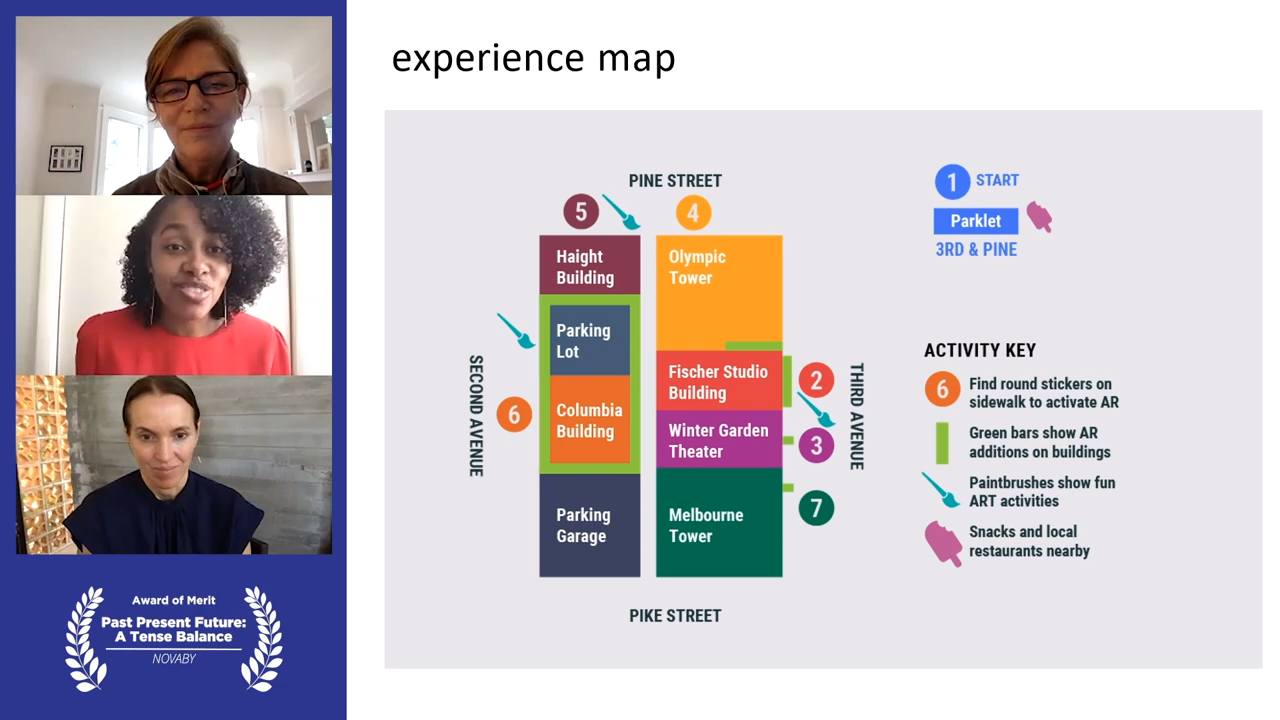 experience map
PINE STREET
5
4
1 START
Parklet
3RD & PINE
Haight
Building
Olympic
Tower
Parking
Lot
Columbia
Building
Parking
Garage
Fischer Studio
Building
Winter Garden
Theater
Melbourne
Tower
SECOND AVENUE
6
2
3
7
THIRD AVENUE
PIKE STREET
ACTIVITY KEY
6 Find round stickers on
sidewalk to activate AR
Green bars show AR
additions on buildings
Paintbrushes show fun
ART activities
Snacks and local
restaurants nearby
Award of Merit
Past Present Future:
A Tense Balance
NOVABY